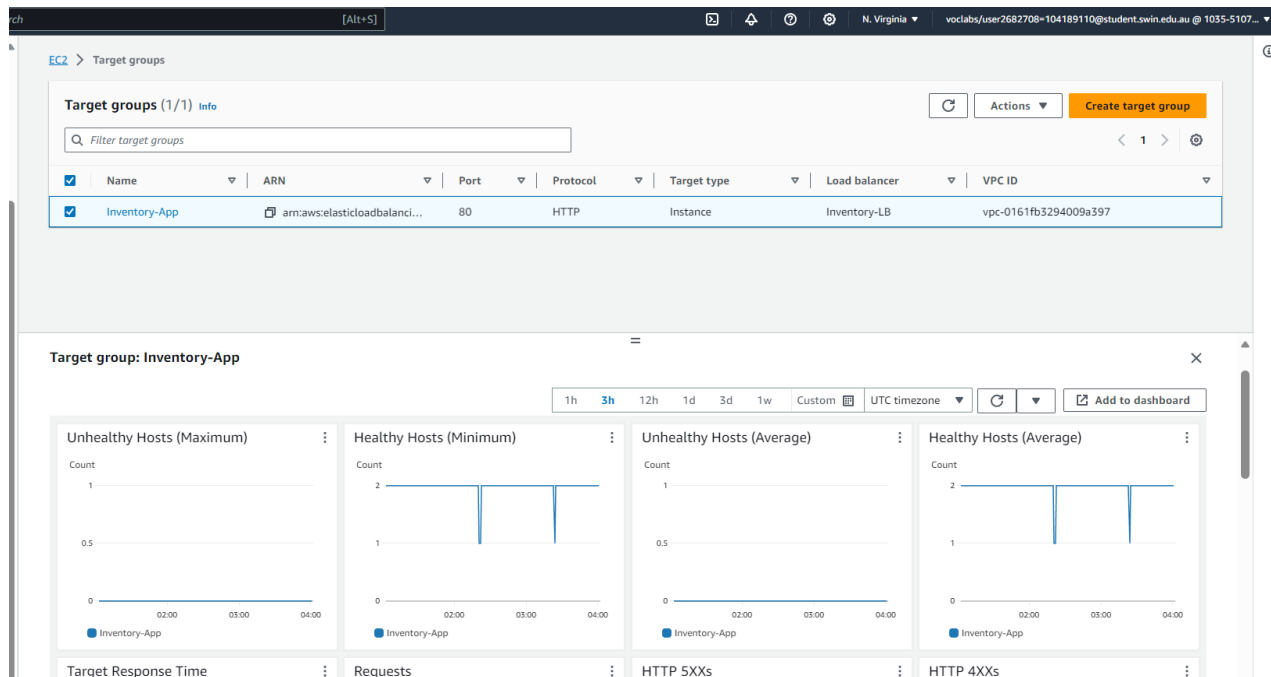 rch [Alt+S] N. Virginia ▼ voclabs/user2682708=104189110@student.swin.edu.au @ 1035-5107... ▼
EC2 > Target groups
Target groups (1/1) Info
Actions ▼ Create target group
Filter target groups
< 1 >
Name ARN Port Protocol Target type Load balancer VPC ID
Inventory-App arn:aws:elasticloadbalanci... 80 HTTP Instance Inventory-LB vpc-0161fb3294009a397
Target group: Inventory-App
1h 3h 12h 1d 3d 1w Custom UTC timezone ▼ Add to dashboard
Unhealthy Hosts (Maximum)
Count
1
0.5
0
02:00 03:00 04:00
Inventory-App
Healthy Hosts (Minimum)
Count
2
1
0
02:00 03:00 04:00
Inventory-App
Unhealthy Hosts (Average)
Count
1
0.5
0
02:00 03:00 04:00
Inventory-App
Healthy Hosts (Average)
Count
2
1
0
02:00 03:00 04:00
Inventory-App
Target Response Time
Requests
HTTP 5XXs
HTTP 4XXs